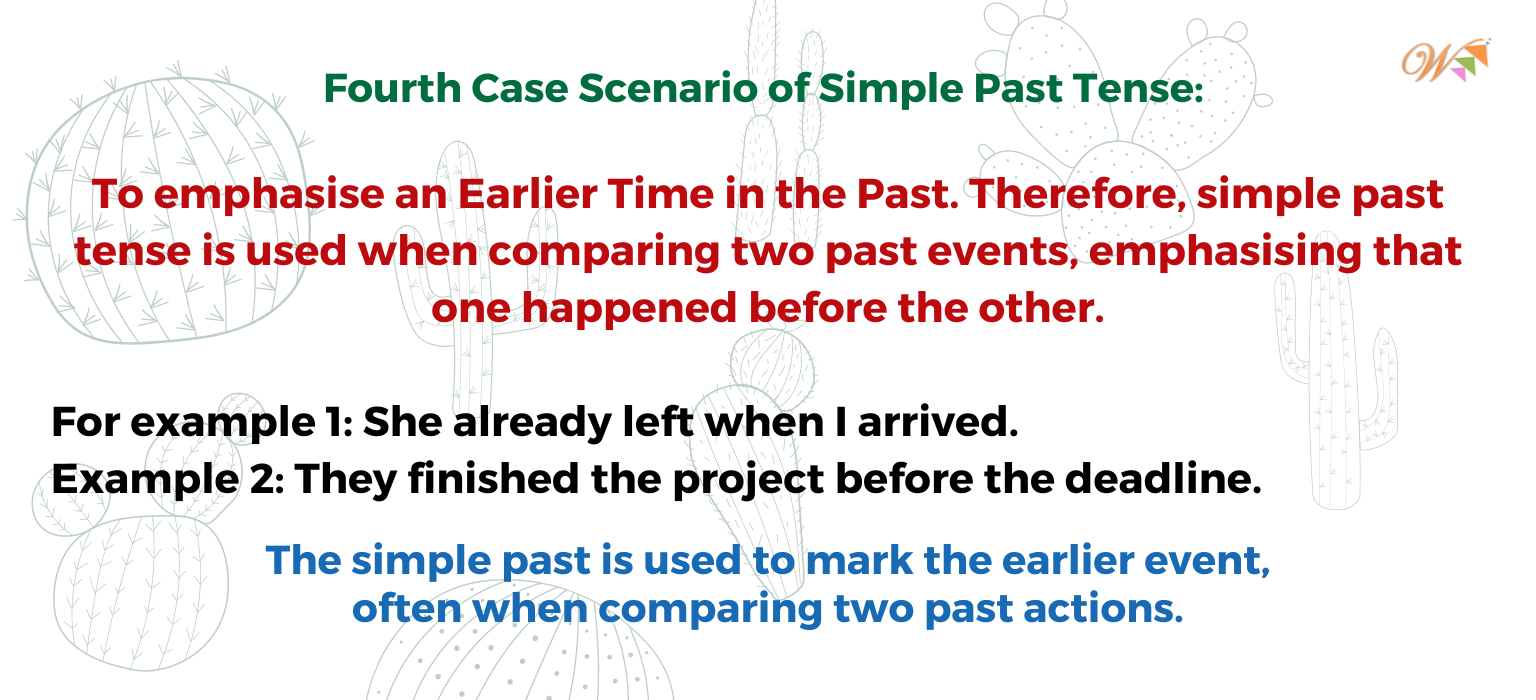 Fourth Case Scenario of Simple Past Tense:
To emphasise an Earlier Time in the Past. Therefore, simple past
tense is used when comparing two past events, emphasising that
one happened before the other.
For example 1: She already left when I arrived.
Example 2: They finished the project before the deadline.
The simple past is used to mark the earlier event,
often when comparing two past actions.
W